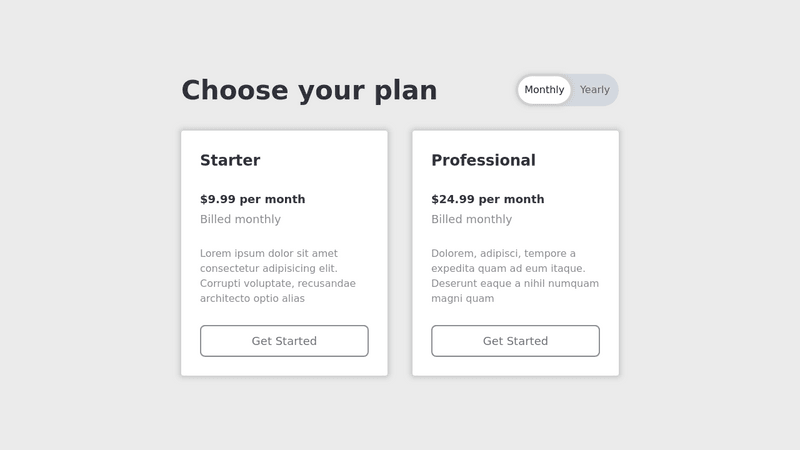 Choose your plan
Monthly
Yearly
Starter
$9.99 per month
Billed monthly
Lorem ipsum dolor sit amet
consectetur adipisicing elit.
Corrupti voluptate, recusandae
architecto optio alias
Get Started
Professional
$24.99 per month
Billed monthly
Dolorem, adipisci, tempore a
expedita quam ad eum itaque.
Deserunt eaque a nihil numquam
magni quam
Get Started